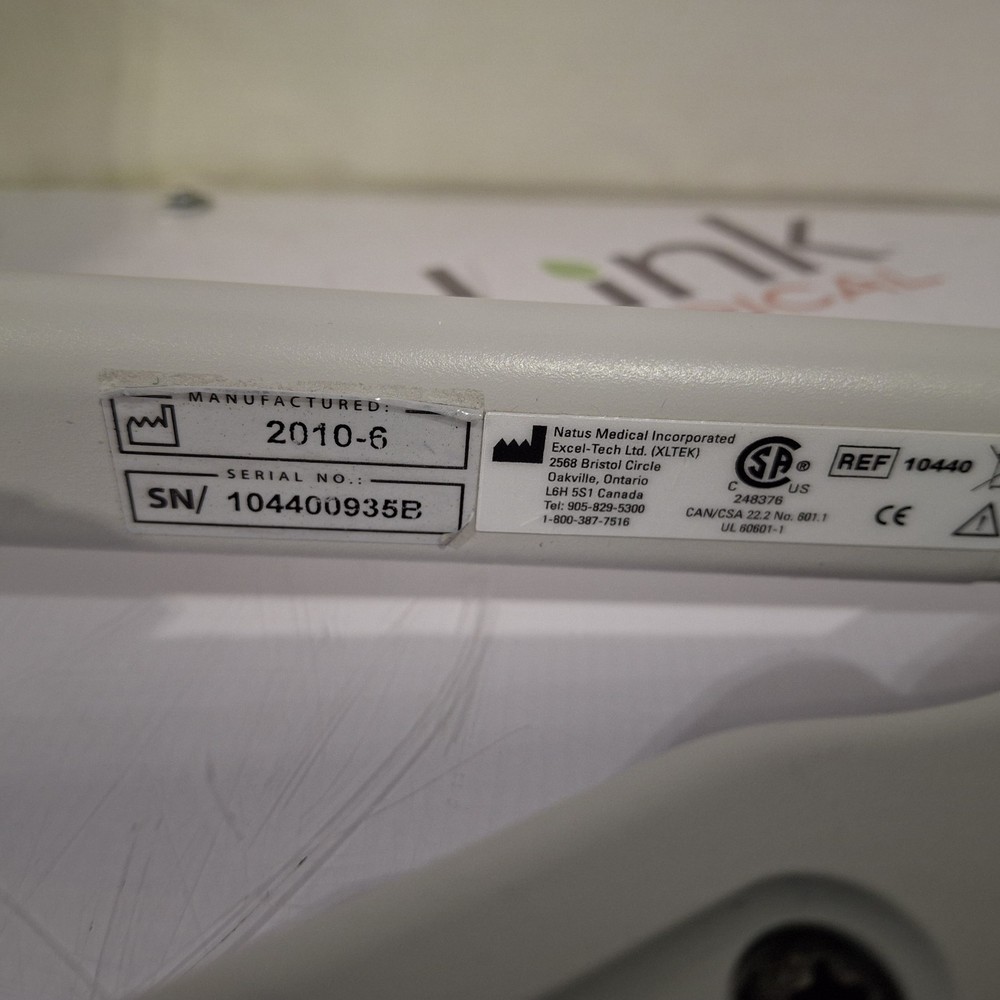 ink
MANUFACTURED:
2010-6
SERIAL NO.:
SN/ 104400935B
Natus Medical Incorporated
Excel-Tech Ltd. (XLTEK)
2568 Bristol Circle
Oakville, Ontario
L6H 5S1 Canada
Tel: 905-829-5300
1-800-387-7516
SA ®
C US
248376
CAN/CSA 22.2 No. 601.1
UL 60601-1
REF 10440
CE